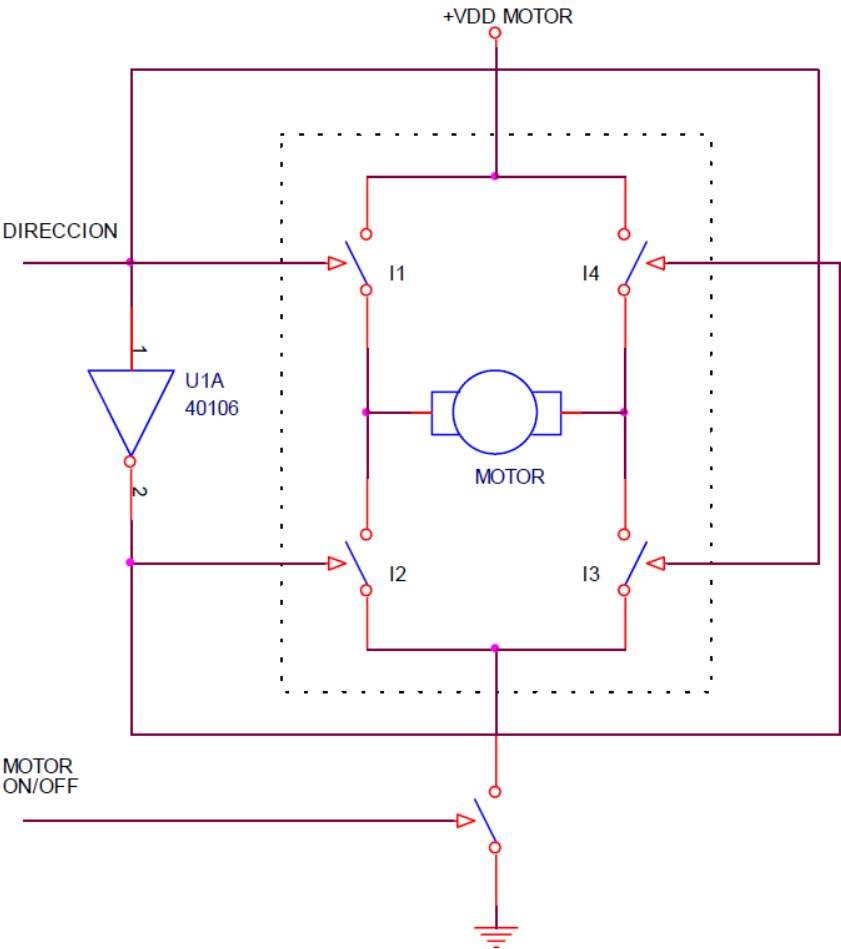 +VDD MOTOR
DIRECCION
I1
I4
1
U1A
40106
MOTOR
2
I2
I3
MOTOR
ON/OFF